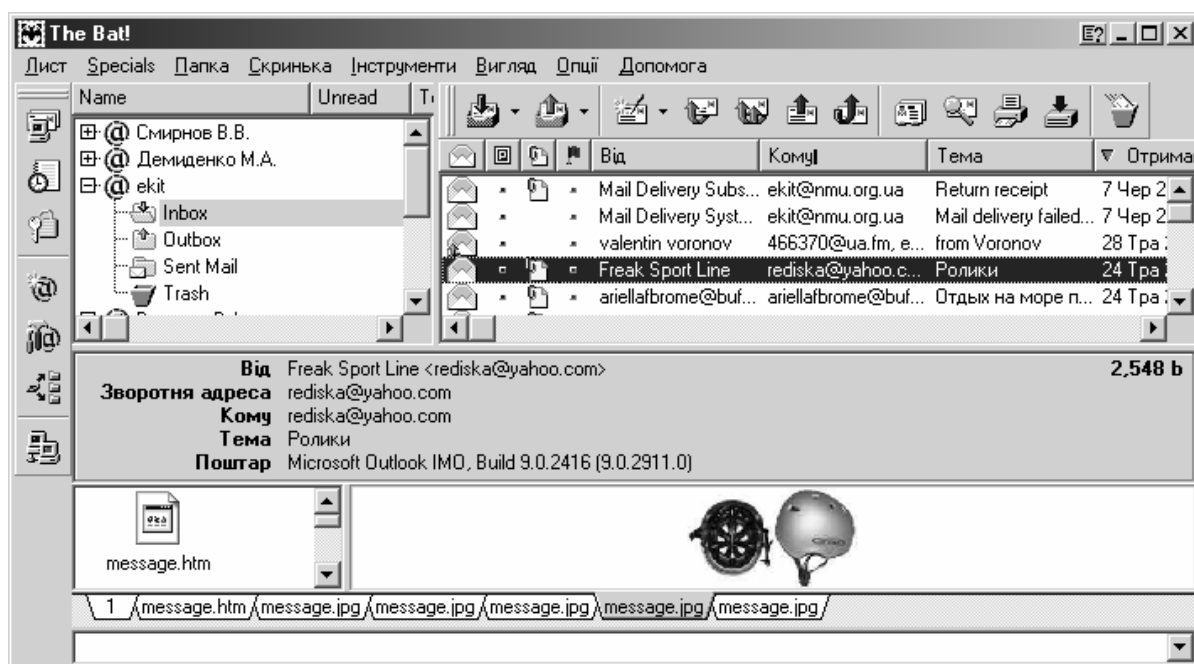 The Bat!
Лист Specials Папка Скринька Інструменти Вигляд Опції Допомога
Name Unread
Смирнов В.В.
Демиденко М.А.
ekit
Inbox
Outbox
Sent Mail
Trash
Від Кому Тема Отрима
Mail Delivery Subs... ekit@nmu.org.ua Return receipt 7 Чер 2
Mail Delivery Syst... ekit@nmu.org.ua Mail delivery failed... 7 Чер 2
valentin voronov 466370@ua.fm, e... from Voronov 28 Тра
Freak Sport Line rediska@yahoo.c... Ролики 24 Тра
ariellafbrome@buf... ariellafbrome@buf... Отдых на море п... 24 Тра
Від Freak Sport Line <rediska@yahoo.com> 2,548 b
Зворотня адреса rediska@yahoo.com
Кому rediska@yahoo.com
Тема Ролики
Поштар Microsoft Outlook IMO, Build 9.0.2416 (9.0.2911.0)
message.htm
1 message.htm message.jpg message.jpg message.jpg message.jpg message.jpg